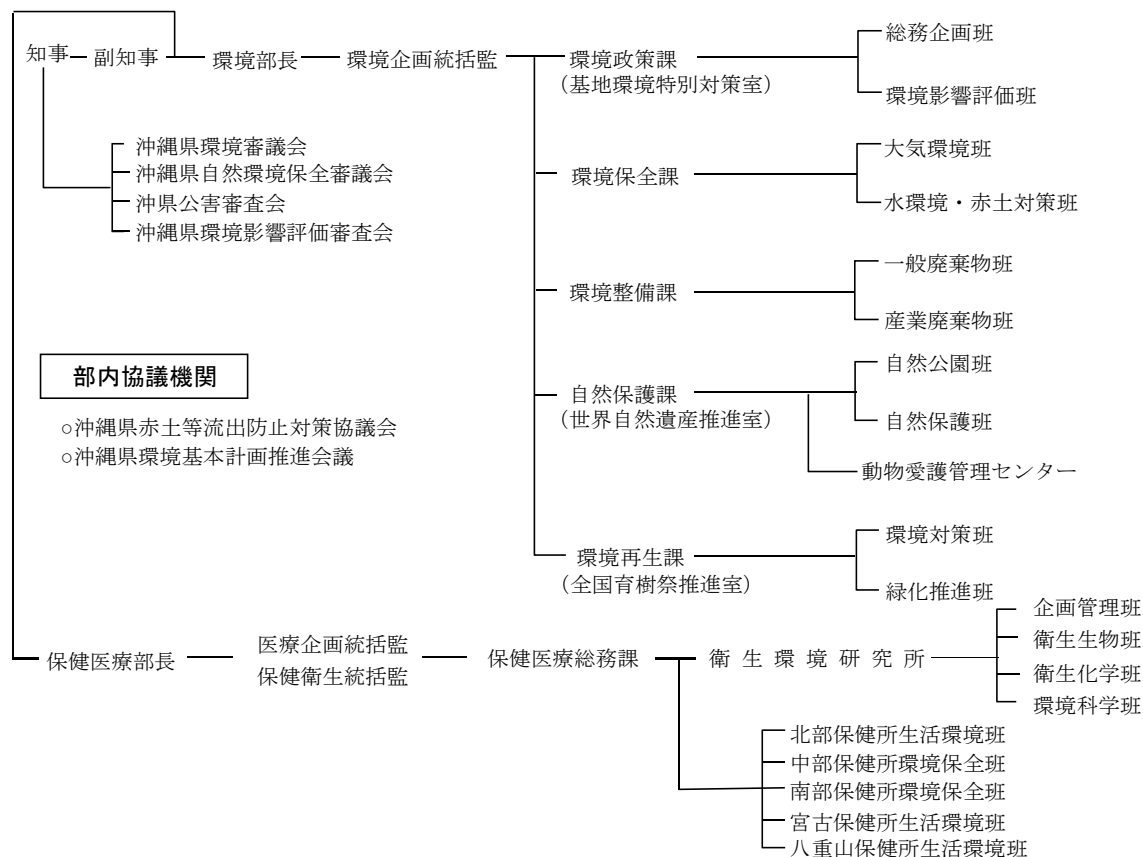 知事
副知事
環境部長
環境企画統括監
沖縄県環境審議会
沖縄県自然環境保全審議会
沖県公害審査会
沖縄県環境影響評価審査会
環境政策課
（基地環境特別対策室）
総務企画班
環境影響評価班
環境保全課
大気環境班
水環境・赤土対策班
環境整備課
一般廃棄物班
産業廃棄物班
自然保護課
（世界自然遺産推進室）
自然公園班
自然保護班
動物愛護管理センター
環境再生課
（全国育樹祭推進室）
環境対策班
緑化推進班
部内協議機関
○沖縄県赤土等流出防止対策協議会
○沖縄県環境基本計画推進会議
保健医療部長
医療企画統括監
保健衛生統括監
保健医療総務課
衛生環境研究所
企画管理班
衛生生物班
衛生化学班
環境科学班
北部保健所生活環境班
中部保健所環境保全班
南部保健所環境保全班
宮古保健所生活環境班
八重山保健所生活環境班